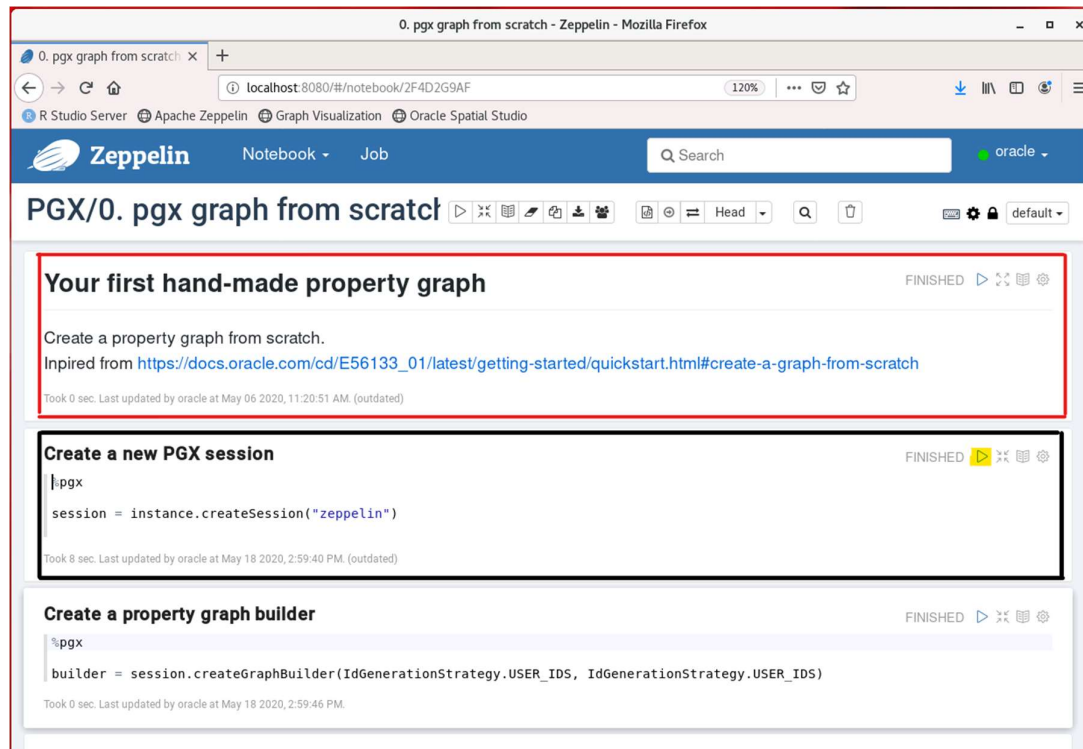 0. pgx graph from scratch - Zeppelin - Mozilla Firefox
0. pgx graph from scratch
localhost:8080/#/notebook/2F4D2G9AF
120%
R Studio Server Apache Zeppelin Graph Visualization Oracle Spatial Studio
Zeppelin Notebook Job Search oracle
PGX/0. pgx graph from scratch Head default
Your first hand-made property graph FINISHED
Create a property graph from scratch.
Inpired from https://docs.oracle.com/cd/E56133_01/latest/getting-started/quickstart.html#create-a-graph-from-scratch
Took 0 sec. Last updated by oracle at May 06 2020, 11:20:51 AM. (outdated)
Create a new PGX session FINISHED
%pgx
session = instance.createSession("zeppelin")
Took 8 sec. Last updated by oracle at May 18 2020, 2:59:40 PM. (outdated)
Create a property graph builder FINISHED
%pgx
builder = session.createGraphBuilder(IdGenerationStrategy.USER_IDS, IdGenerationStrategy.USER_IDS)
Took 0 sec. Last updated by oracle at May 18 2020, 2:59:46 PM.